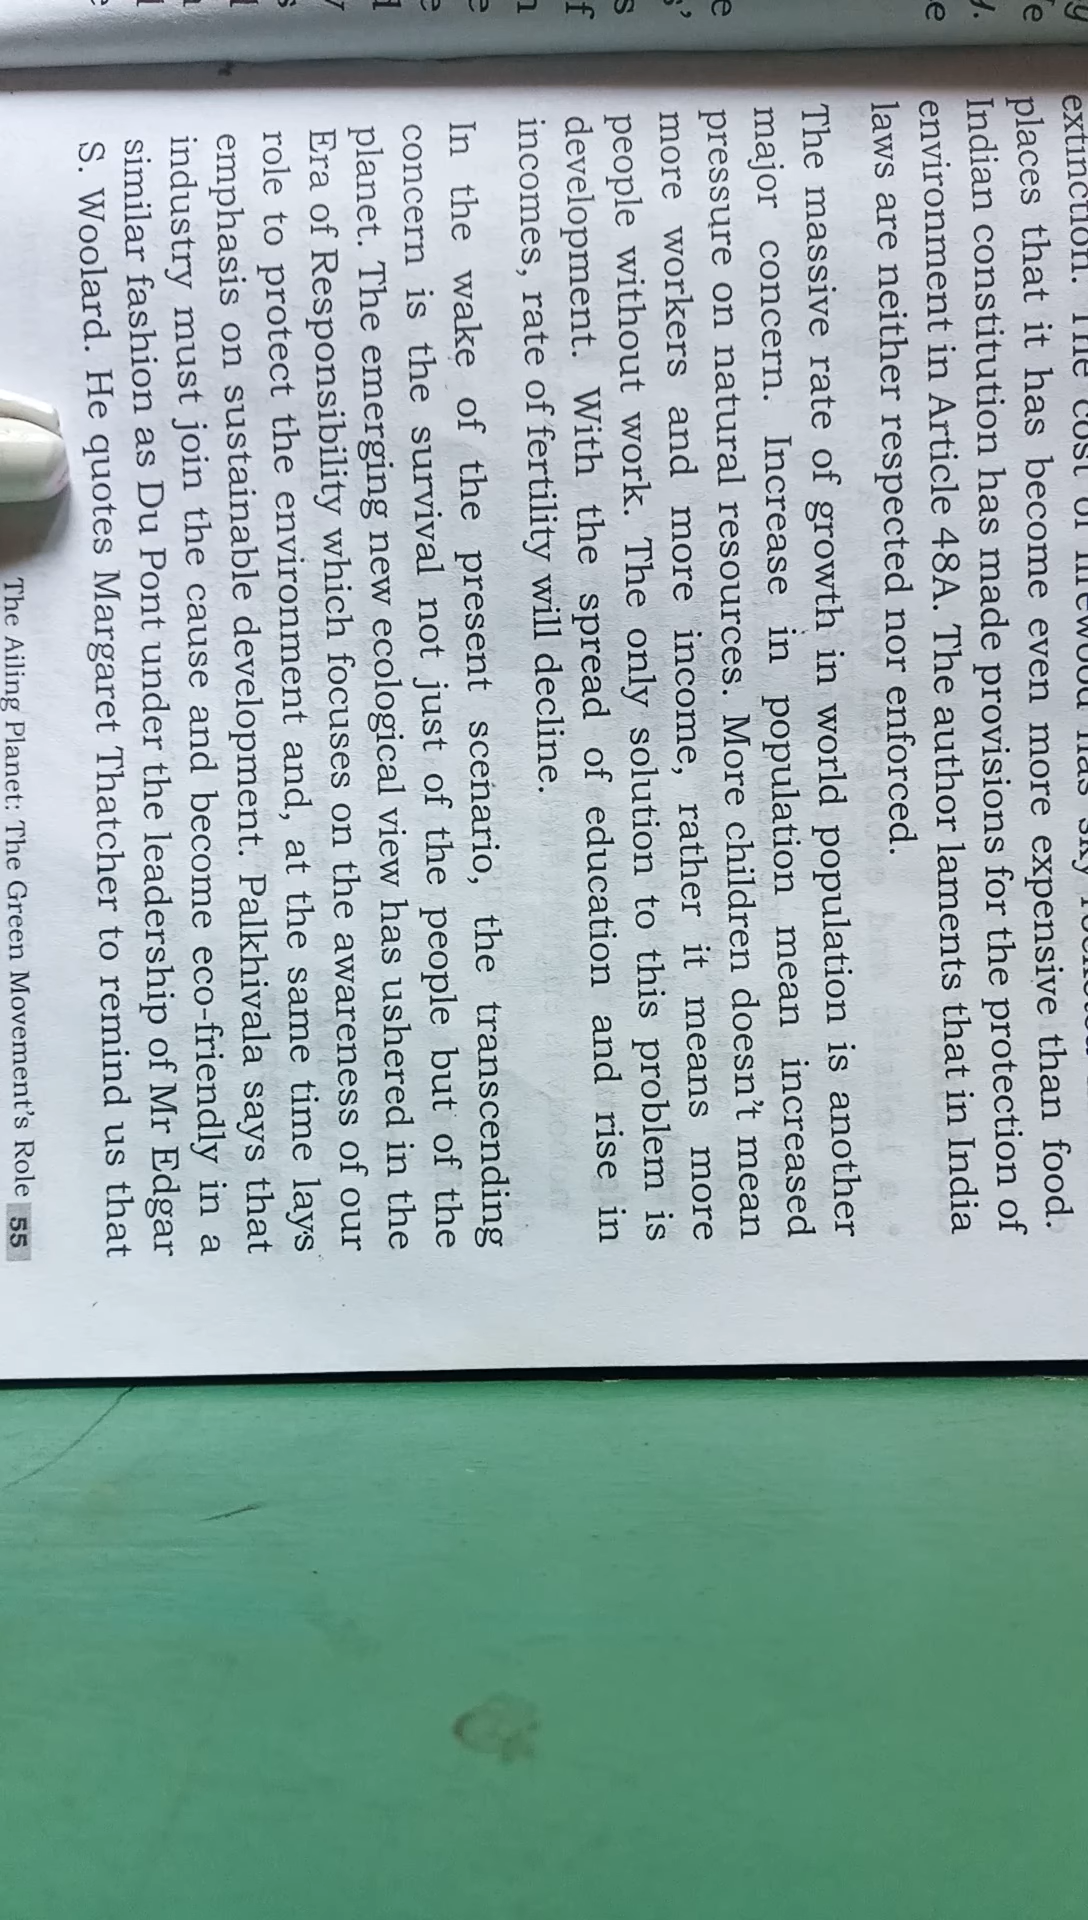 extinction. The cost of firewood has sky
places that it has become even more expensive than food.
Indian constitution has made provisions for the protection of
environment in Article 48A. The author laments that in India
laws are neither respected nor enforced.
The massive rate of growth in world population is another
major concern. Increase in population mean increased
pressure on natural resources. More children doesn't mean
more workers and more income, rather it means more
people without work. The only solution to this problem is
development. With the spread of education and rise in
incomes, rate of fertility will decline.
In the wake of the present scenario, the transcending
concern is the survival not just of the people but of the
planet. The emerging new ecological view has ushered in the
Era of Responsibility which focuses on the awareness of our
role to protect the environment and, at the same time lays
emphasis on sustainable development. Palkhivala says that
industry must join the cause and become eco-friendly in a
similar fashion as Du Pont under the leadership of Mr Edgar
S. Woolard. He quotes Margaret Thatcher to remind us that
The Ailing Planet: The Green Movement's Role 55